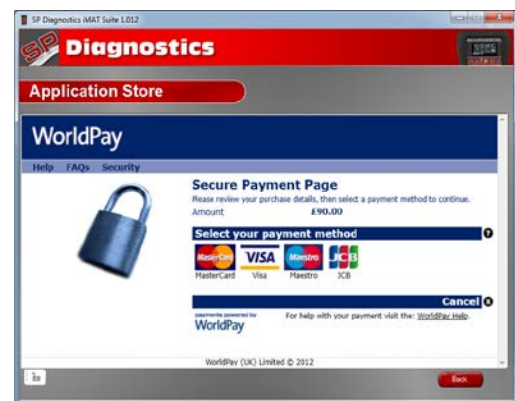 SP Diagnostics iMAT Suite 1.012
SP Diagnostics
Application Store
WorldPay
Help FAQs Security
Secure Payment Page
Please review your purchase details, then select a payment method to continue.
Amount £90.00
Select your payment method
MasterCard VISA Maestro JCB
MasterCard Visa Maestro JCB
Cancel
payments powered by
WorldPay
For help with your payment visit the: WorldPay Help.
WorldPay (UK) Limited © 2012
Back